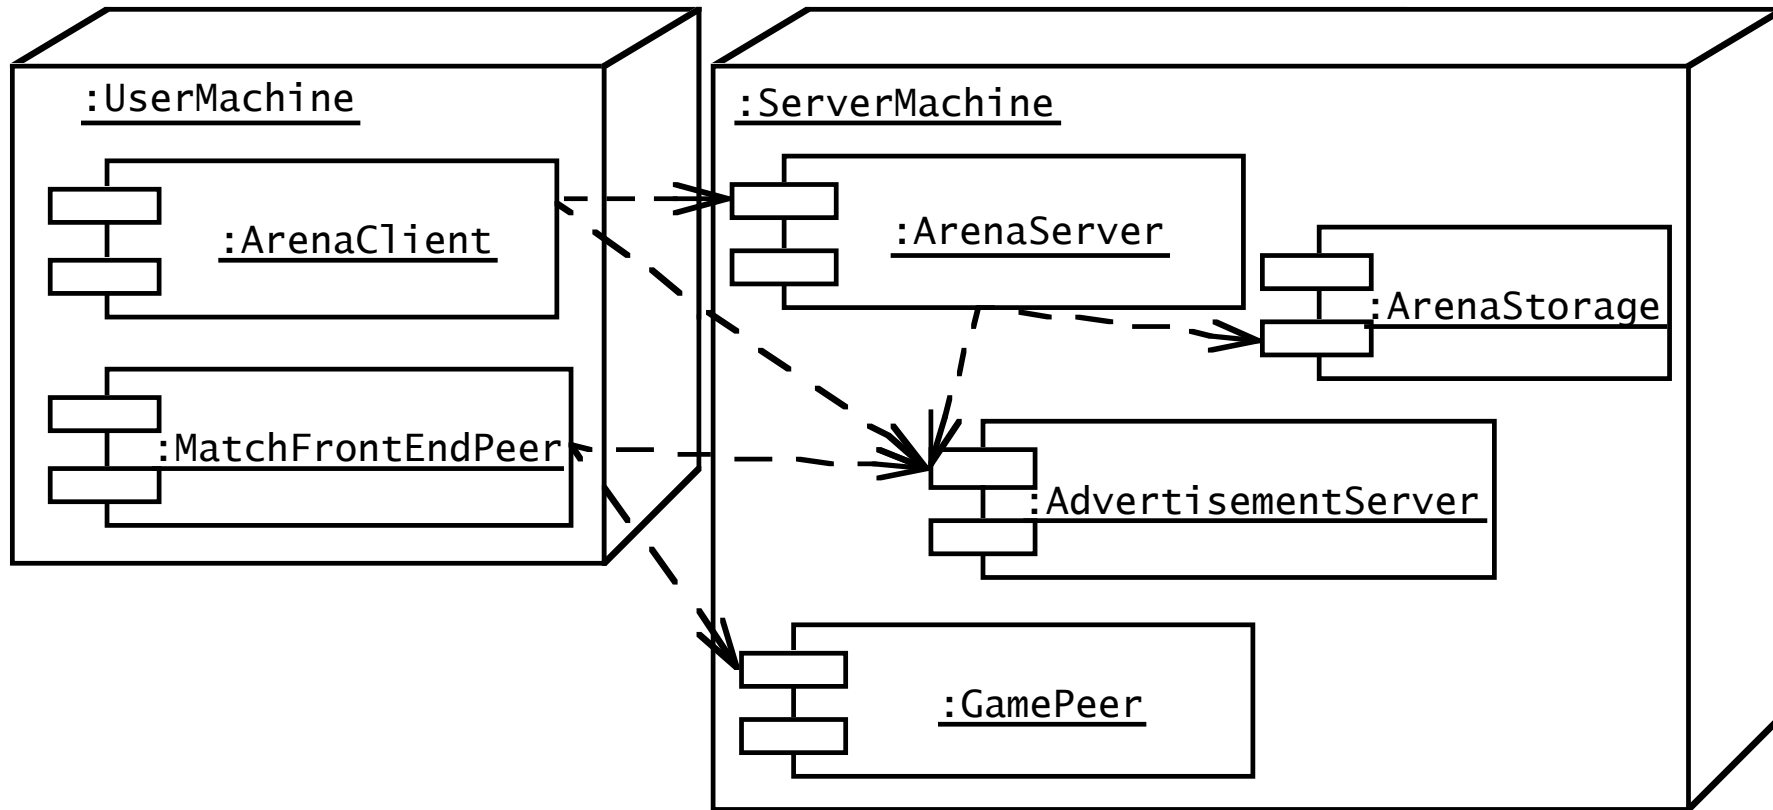 :UserMachine
:ServerMachine
:ArenaClient
:ArenaServer
:ArenaStorage
:MatchFrontEndPeer
:AdvertisementServer
:GamePeer